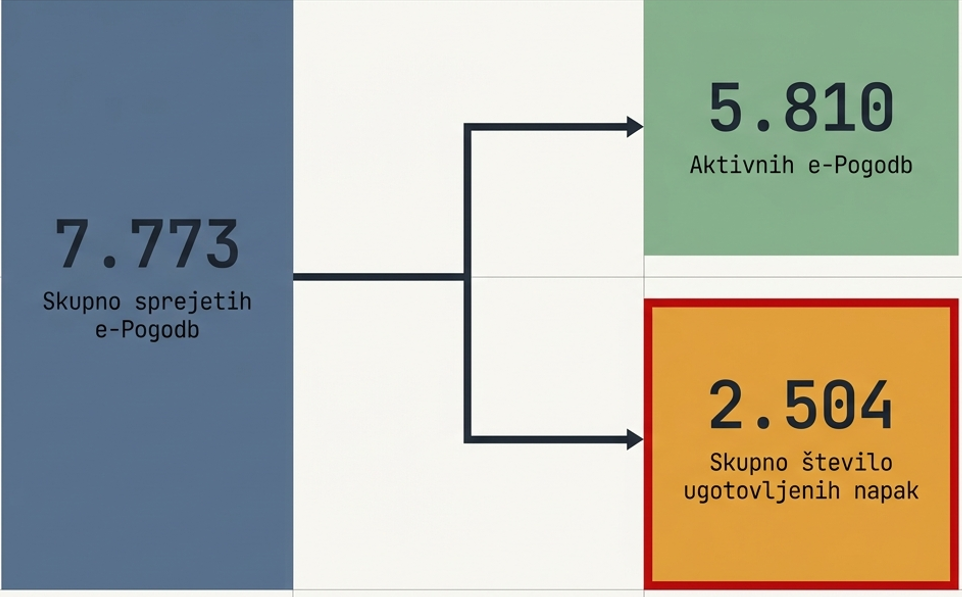 7.773
Skupno sprejetih
e-Pogodb
5.810
Aktivnih e-Pogodb
2.504
Skupno število
ugotovljenih napak